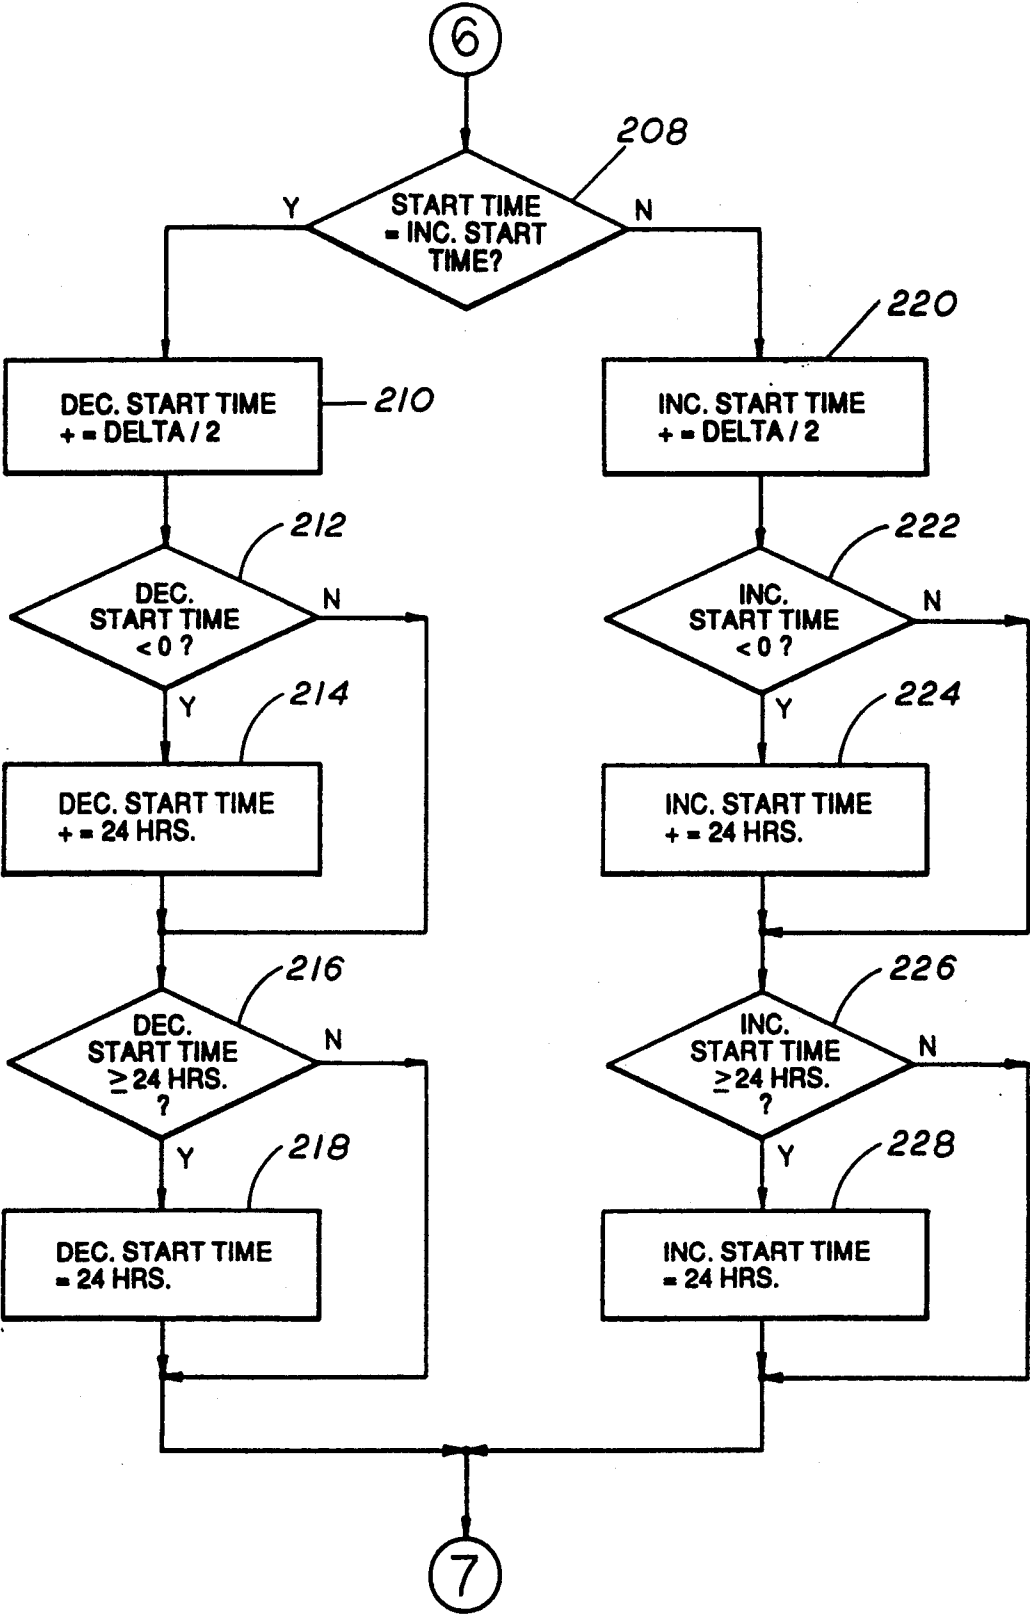 6
208
Y
START TIME
= INC. START
TIME?
N
220
DEC. START TIME
+ = DELTA / 2
210
INC. START TIME
+ = DELTA / 2
212
DEC.
START TIME
< 0 ?
N
Y
222
INC.
START TIME
< 0 ?
N
Y
214
DEC. START TIME
+ = 24 HRS.
224
INC. START TIME
+ = 24 HRS.
216
DEC.
START TIME
≥ 24 HRS.
?
N
Y
226
INC.
START TIME
≥ 24 HRS.
?
N
Y
218
DEC. START TIME
= 24 HRS.
228
INC. START TIME
= 24 HRS.
7